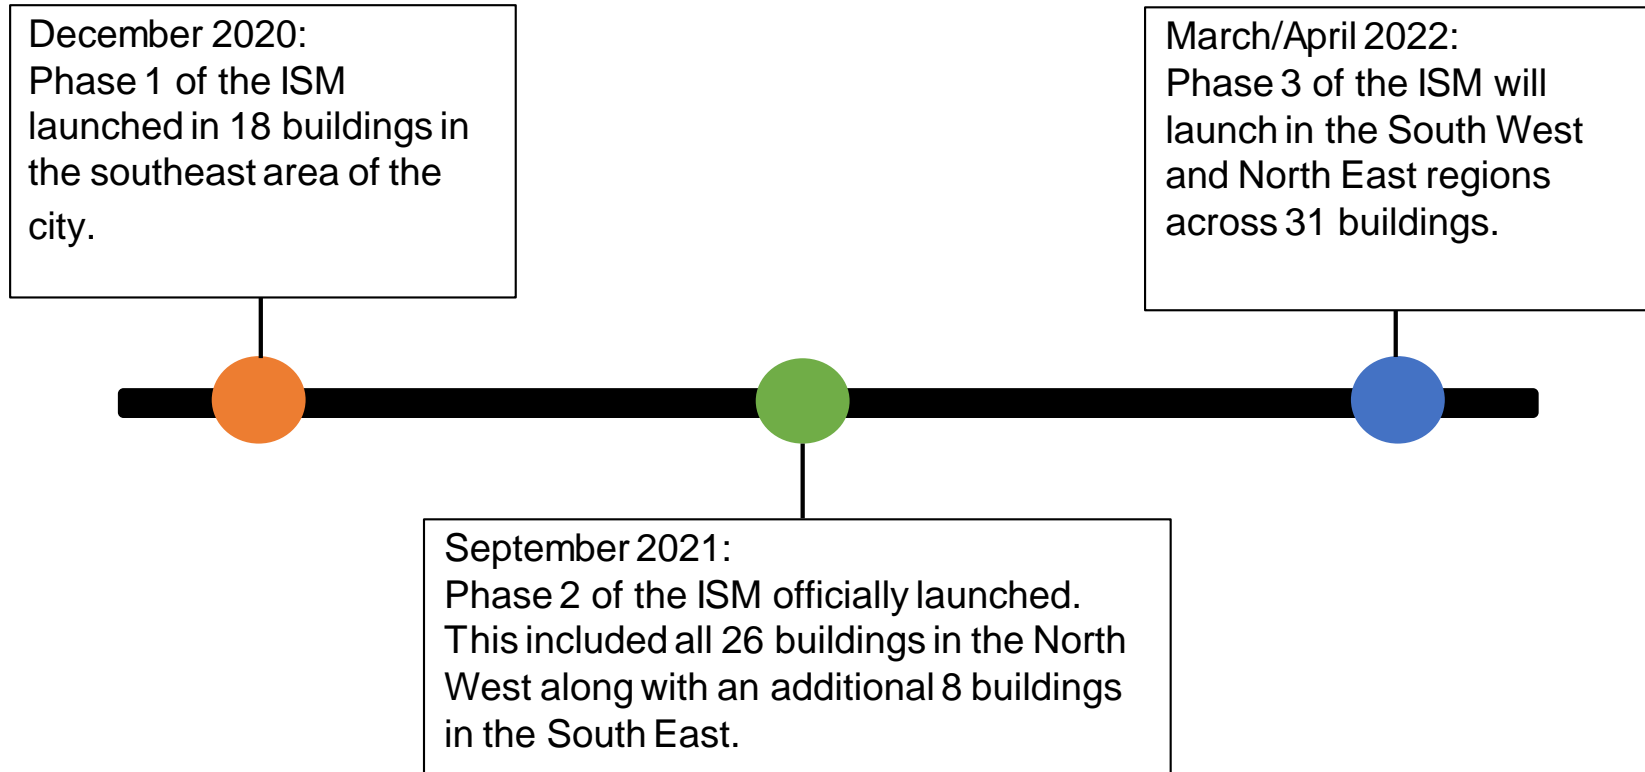 December 2020:
Phase 1 of the ISM
launched in 18 buildings in
the southeast area of the
city.
March/April 2022:
Phase 3 of the ISM will
launch in the South West
and North East regions
across 31 buildings.
September 2021:
Phase 2 of the ISM officially launched.
This included all 26 buildings in the North
West along with an additional 8 buildings
in the South East.